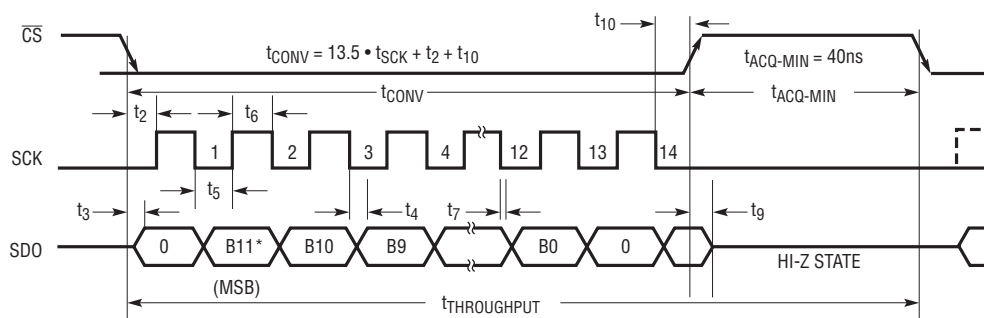 t10
CS
tCONV = 13.5 • tSCK + t2 + t10
tACQ-MIN = 40ns
tCONV
tACQ-MIN
t2
t6
SCK
1
2
3
4
12
13
14
t5
t3
t4
t7
t9
SDO
0
B11*
B10
B9
B0
0
HI-Z STATE
(MSB)
tTHROUGHPUT